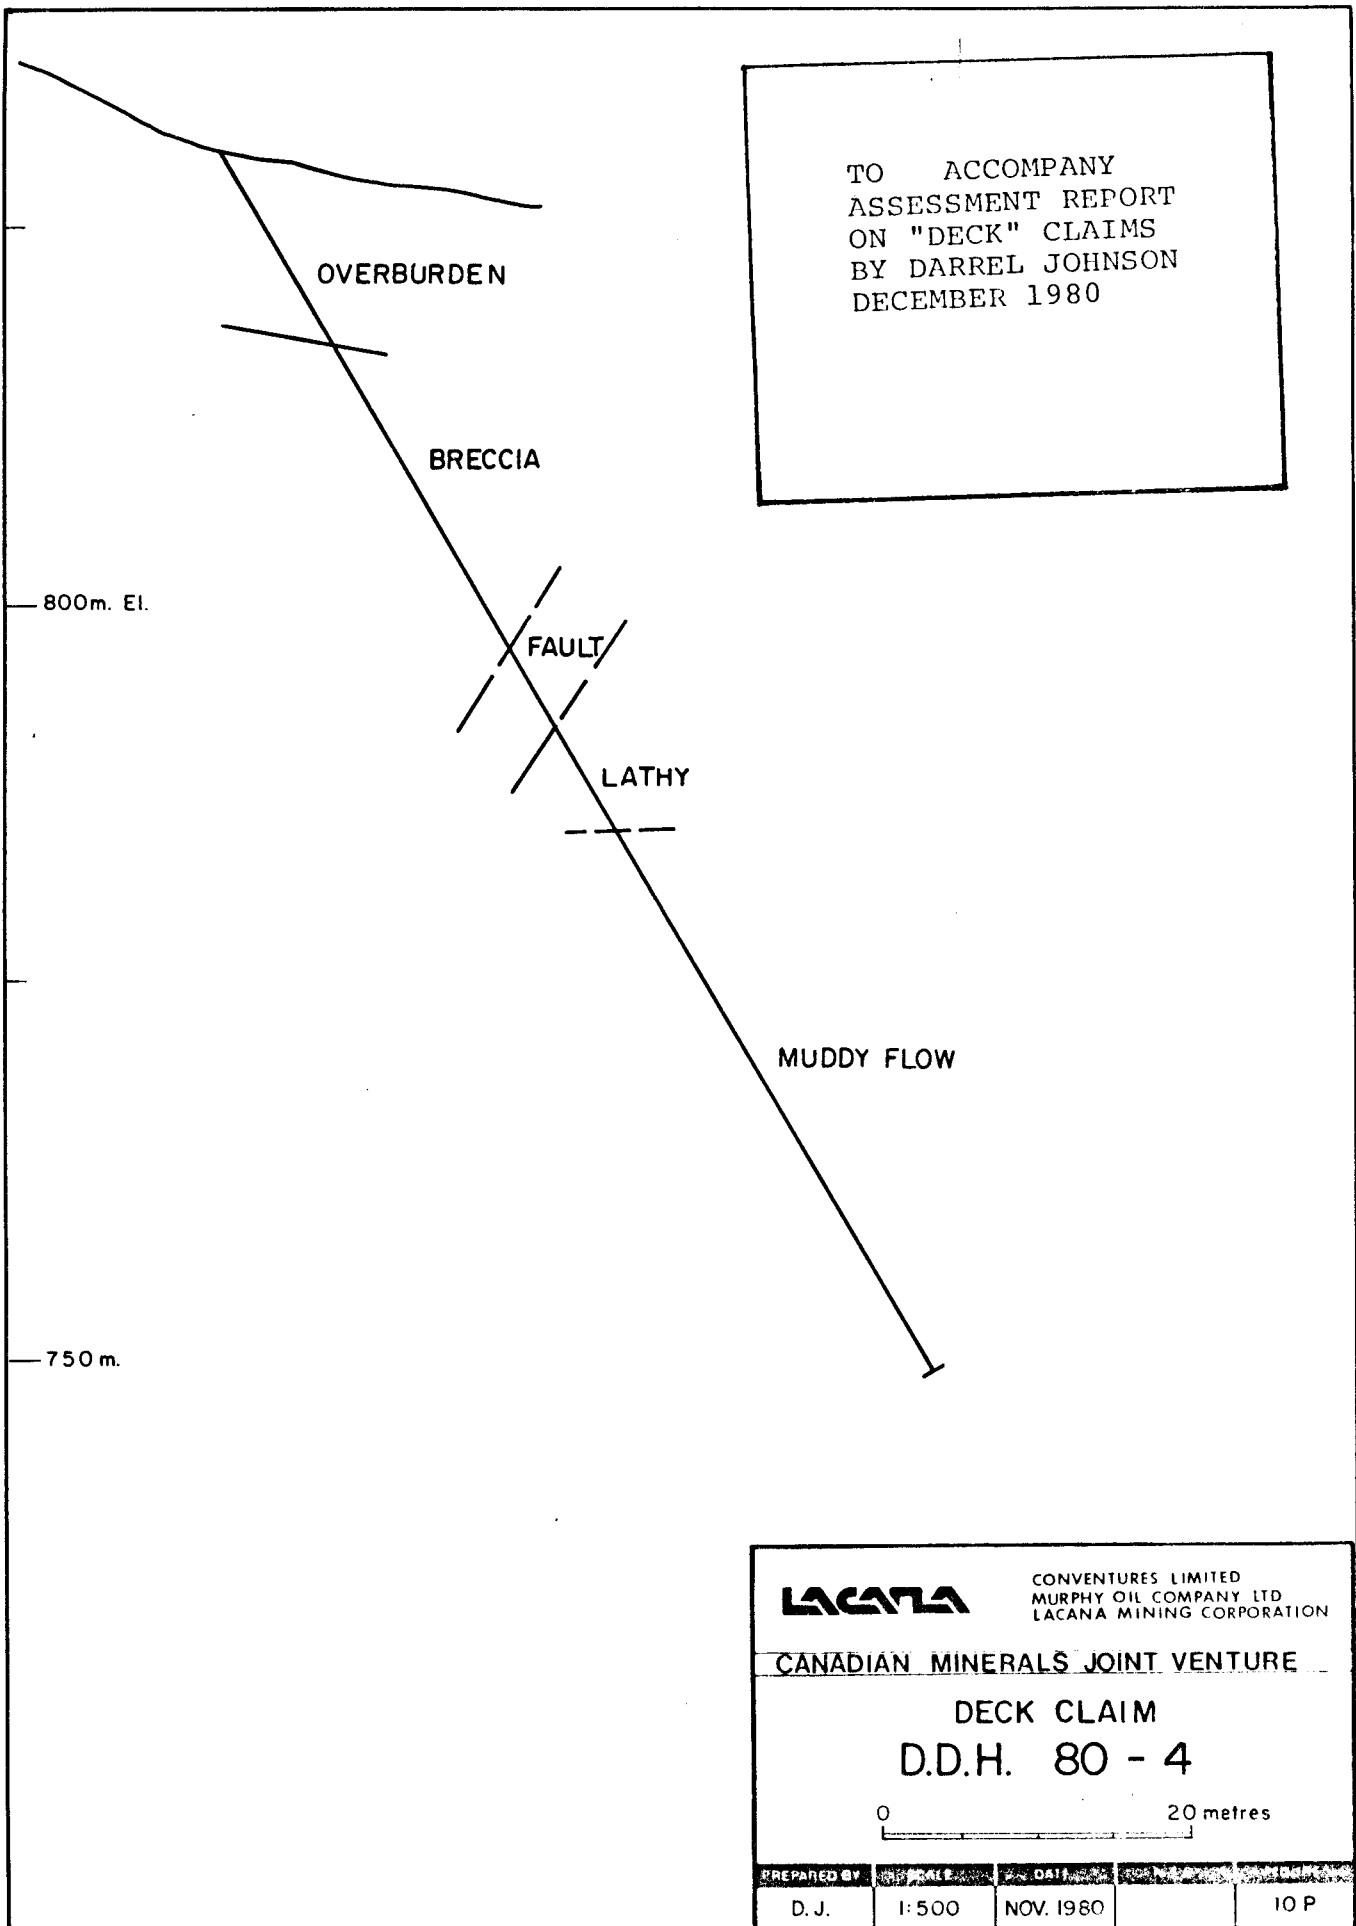 TO ACCOMPANY
ASSESSMENT REPORT
ON "DECK" CLAIMS
BY DARREL JOHNSON
DECEMBER 1980
OVERBURDEN
BRECCIA
800m. El.
FAULT
LATHY
MUDDY FLOW
750 m.
LACANA
CONVENTURES LIMITED
MURPHY OIL COMPANY LTD
LACANA MINING CORPORATION
CANADIAN MINERALS JOINT VENTURE
DECK CLAIM
D.D.H. 80 - 4
0 20 metres
PREPARED BY SCALE DATE
D. J. 1:500 NOV. 1980 10 P